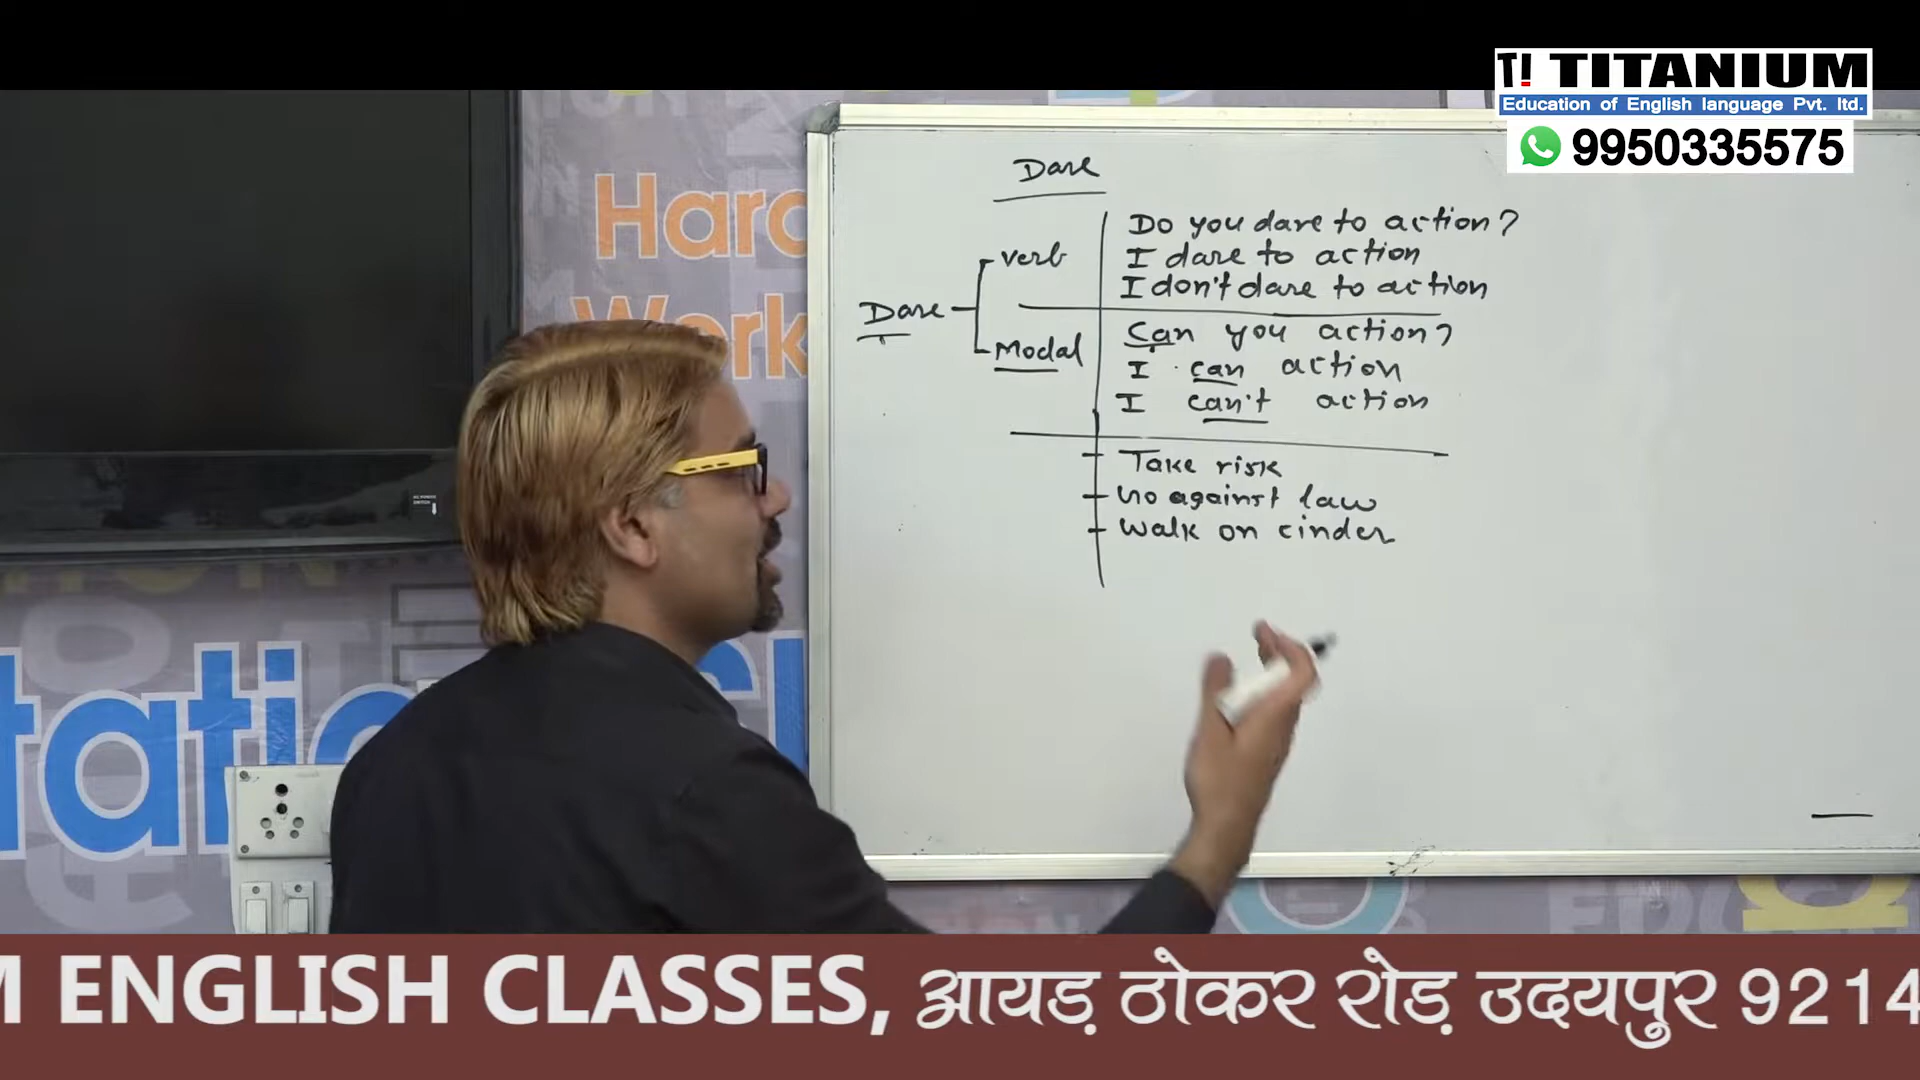 T! TITANIUM
Education of English language Pvt. ltd.
9950335575
Hard
Work
Dare
Dare
verb
Modal
Do you dare to action?
I dare to action
I don't dare to action
Can you action?
I can action
I can't action
Take risk
Go against law
Walk on cinder
M ENGLISH CLASSES, आयड़ ठोकर रोड़ उदयपुर 9214